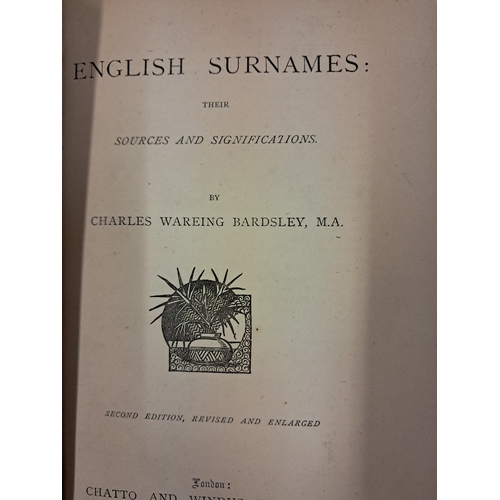 ENGLISH SURNAMES:
THEIR
SOURCES AND SIGNIFICATIONS.
BY
CHARLES WAREING BARDSLEY, M.A.
SECOND EDITION, REVISED AND ENLARGED
London:
CHATTO AND